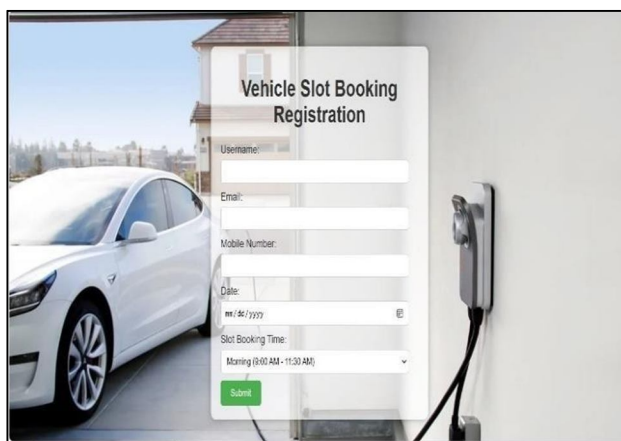 Vehicle Slot Booking
Registration
Username:
Email:
Mobile Number:
Date:
mm/dd/yyyy
Slot Booking Time:
Morning (9:00 AM - 11:30 AM)
Submit